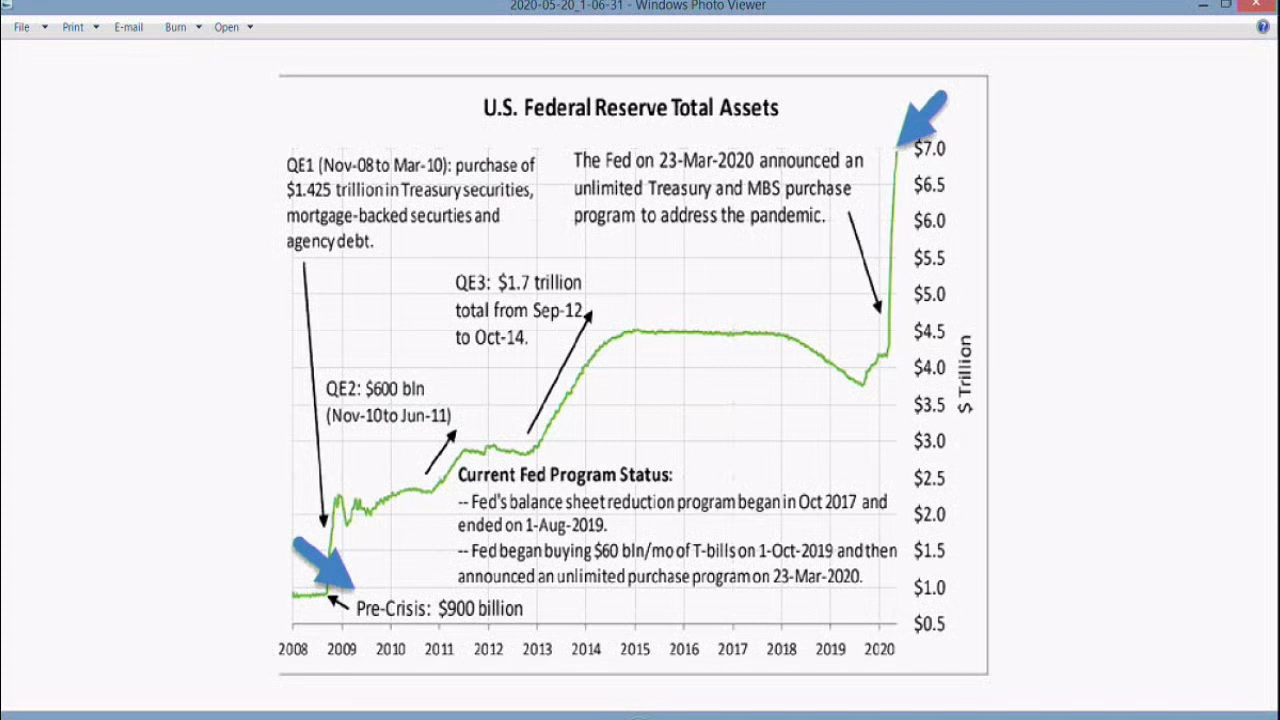 2020-05-20_1-06-31 - Windows Photo Viewer
File Print E-mail Burn Open
U.S. Federal Reserve Total Assets
QE1 (Nov-08 to Mar-10): purchase of
$1.425 trillion in Treasury securities,
mortgage-backed securties and
agency debt.
The Fed on 23-Mar-2020 announced an
unlimited Treasury and MBS purchase
program to address the pandemic.
QE3: $1.7 trillion
total from Sep-12
to Oct-14.
QE2: $600 bln
(Nov-10 to Jun-11)
Current Fed Program Status:
-- Fed's balance sheet reduction program began in Oct 2017 and
ended on 1-Aug-2019.
-- Fed began buying $60 bln/mo of T-bills on 1-Oct-2019 and then
announced an unlimited purchase program on 23-Mar-2020.
Pre-Crisis: $900 billion
$7.0
$6.5
$6.0
$5.5
$5.0
$4.5
$4.0
$3.5
$3.0
$2.5
$2.0
$1.5
$1.0
$0.5
$ Trillion
2008 2009 2010 2011 2012 2013 2014 2015 2016 2017 2018 2019 2020